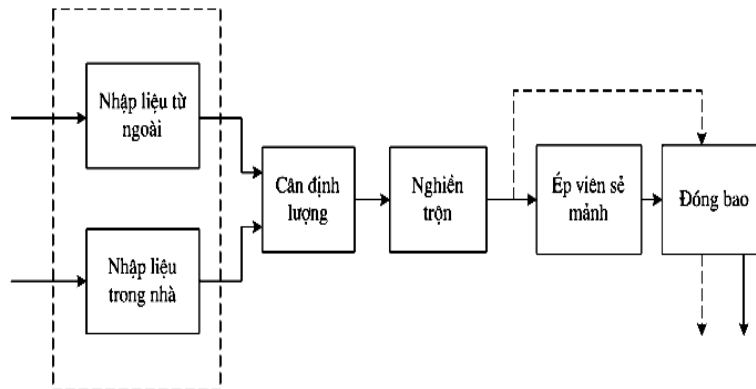 Nhập liệu từ
ngoài
Nhập liệu
trong nhà
Cân định
lượng
Nghiền
trộn
Ép viên sẻ
mảnh
Đóng bao